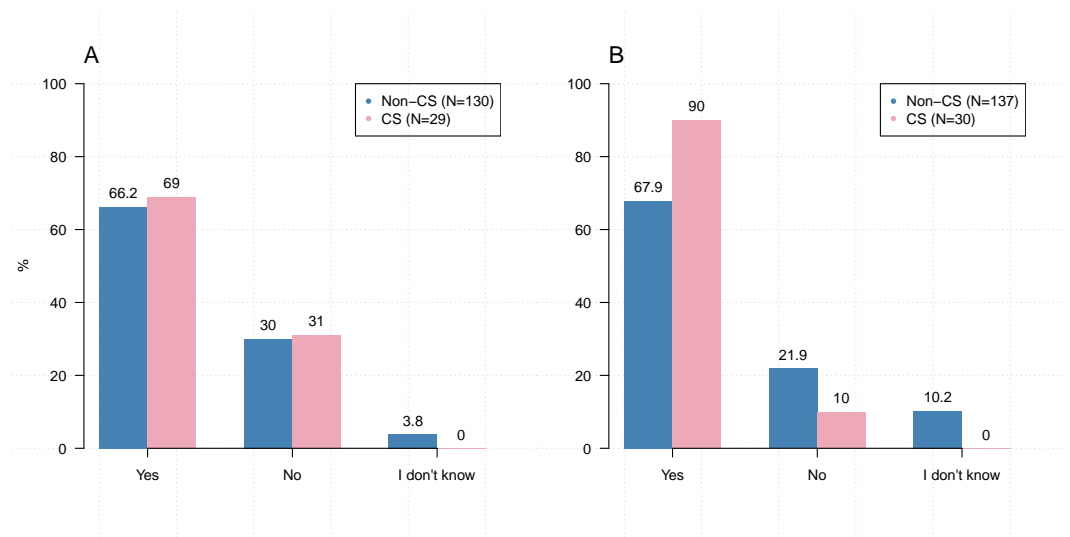 A
100
80
60
40
20
0
%
Non−CS (N=130)
CS (N=29)
66.2
69
30
31
3.8
0
Yes
No
I don't know
B
100
80
60
40
20
0
Non−CS (N=137)
CS (N=30)
67.9
90
21.9
10
10.2
0
Yes
No
I don't know